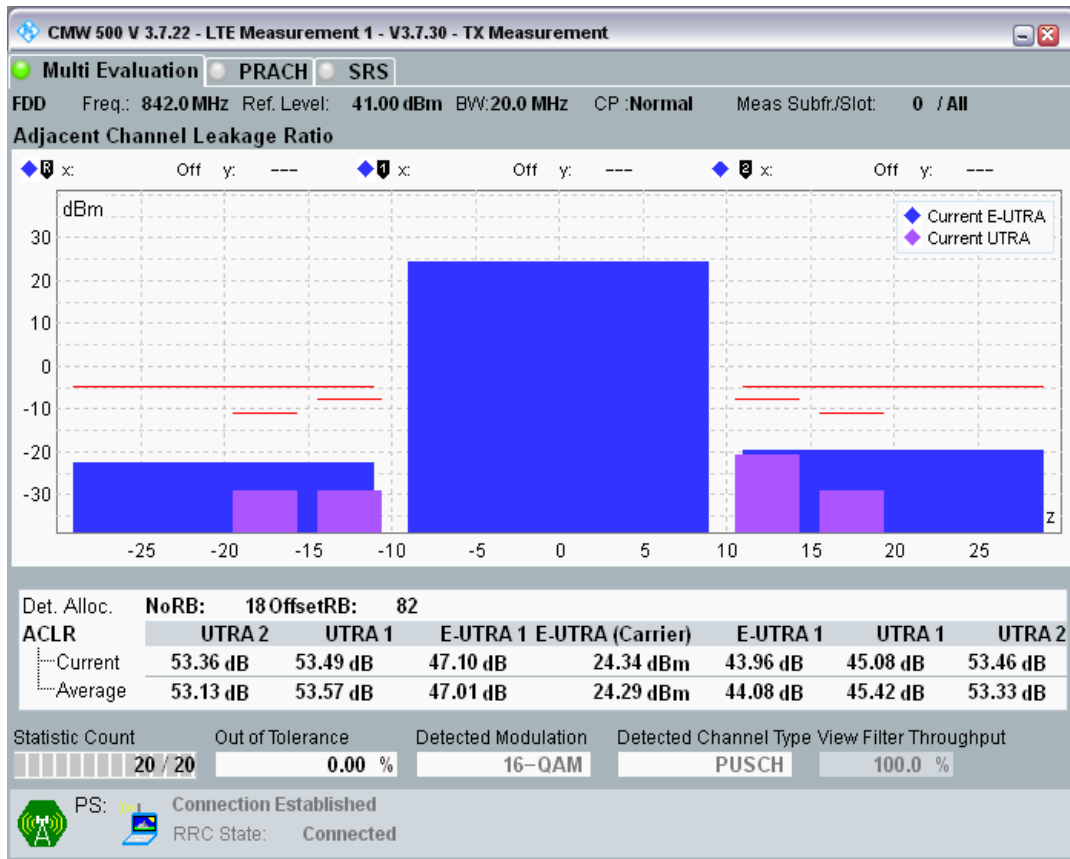 CMW 500 V 3.7.22 - LTE Measurement 1 - V3.7.30 - TX Measurement
Multi Evaluation PRACH SRS
FDD Freq.: 842.0 MHz Ref. Level: 41.00 dBm BW: 20.0 MHz CP :Normal Meas Subfr./Slot: 0 / All
Adjacent Channel Leakage Ratio
R x: Off y: --- 1 x: Off y: --- 2 x: Off y: ---
dBm
Current E-UTRA
Current UTRA
30
20
10
0
-10
-20
-30
z
-25 -20 -15 -10 -5 0 5 10 15 20 25
Det. Alloc. NoRB: 18 OffsetRB: 82
ACLR UTRA 2 UTRA 1 E-UTRA 1 E-UTRA (Carrier) E-UTRA 1 UTRA 1 UTRA 2
Current 53.36 dB 53.49 dB 47.10 dB 24.34 dBm 43.96 dB 45.08 dB 53.46 dB
Average 53.13 dB 53.57 dB 47.01 dB 24.29 dBm 44.08 dB 45.42 dB 53.33 dB
Statistic Count Out of Tolerance Detected Modulation Detected Channel Type View Filter Throughput
20 / 20 0.00 % 16-QAM PUSCH 100.0 %
PS: Connection Established
RRC State: Connected